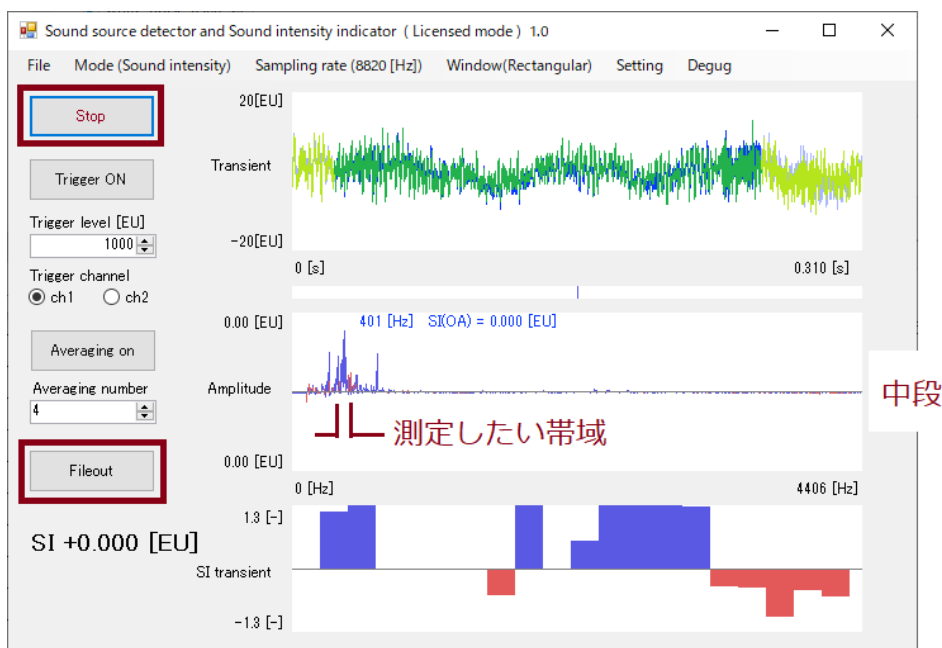 Sound source detector and Sound intensity indicator ( Licensed mode ) 1.0
File Mode (Sound intensity) Sampling rate (8820 [Hz]) Window(Rectangular) Setting Degug
Stop
Trigger ON
Trigger level [EU]
1000
Trigger channel
ch1 ch2
Averaging on
Averaging number
4
Fileout
SI +0.000 [EU]
20[EU]
Transient
-20[EU]
0 [s] 0.310 [s]
0.00 [EU]
401 [Hz] SI(OA) = 0.000 [EU]
Amplitude
中段
測定したい帯域
0.00 [EU]
0 [Hz] 4406 [Hz]
1.3 [-]
SI transient
-1.3 [-]